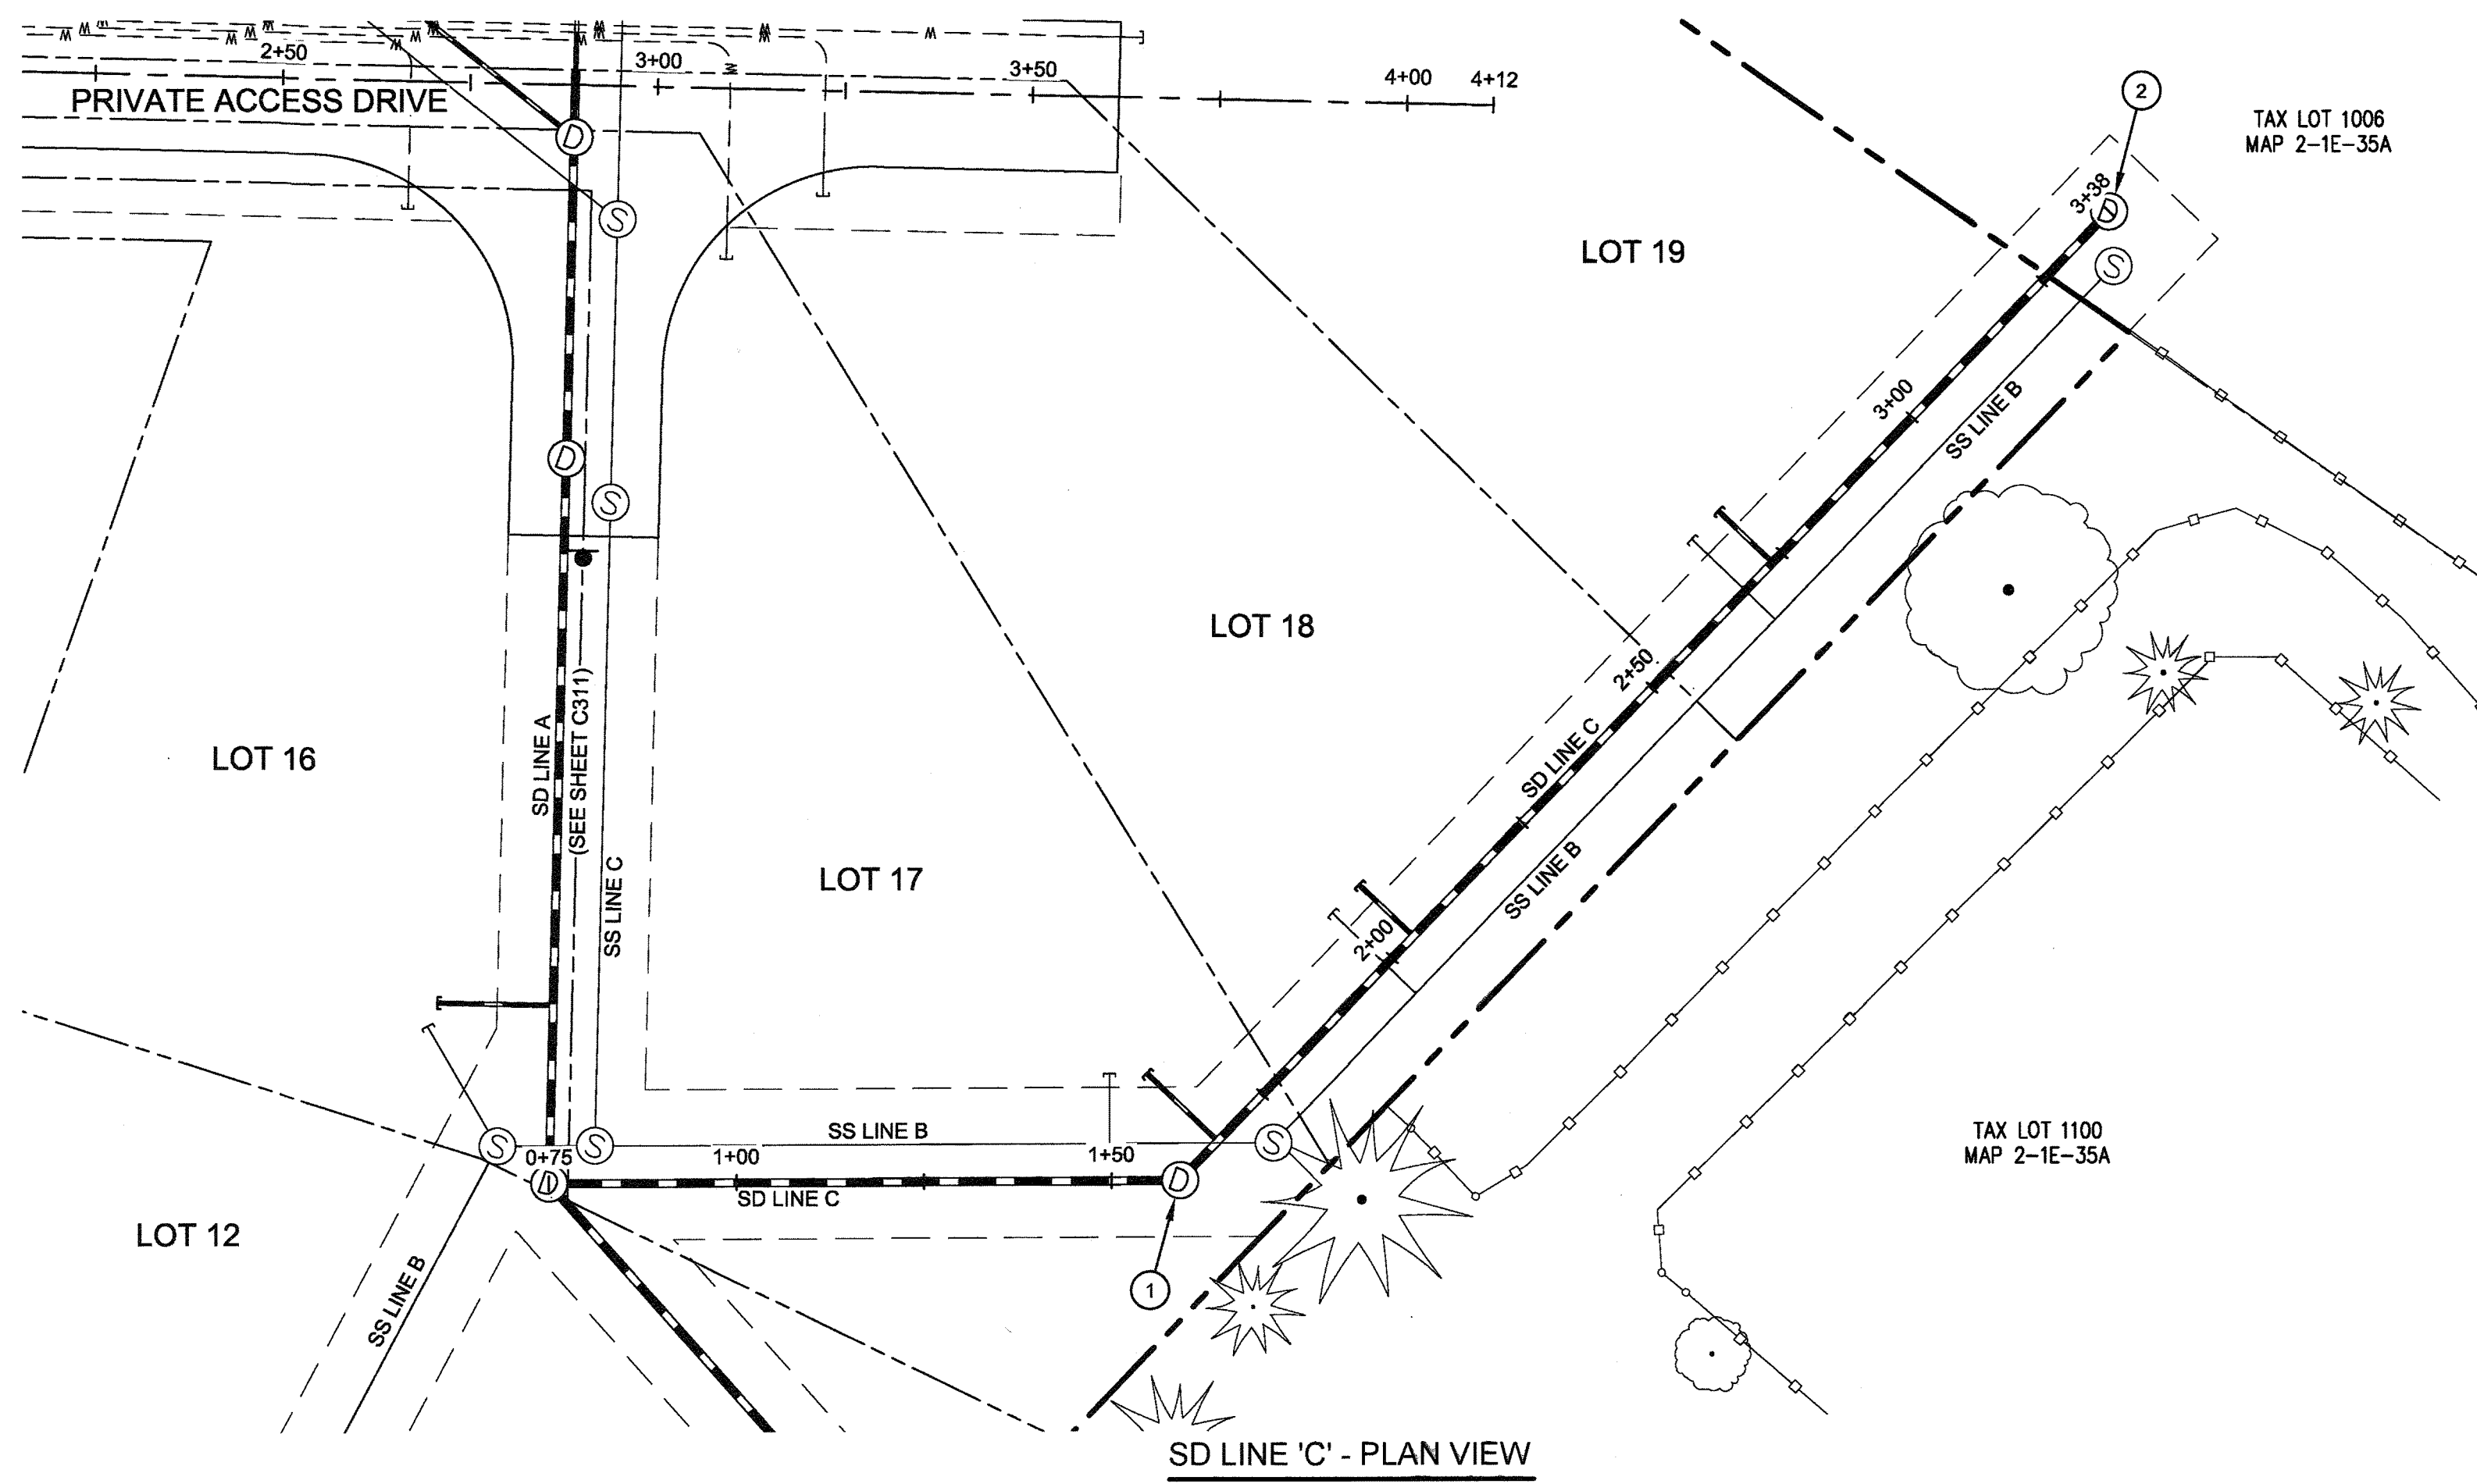 W W W W W W W W W W W W W W
2+50
3+00
3+50
4+00
4+12
PRIVATE ACCESS DRIVE
2
TAX LOT 1006
MAP 2-1E-35A
D
3+38
D
S
S
LOT 19
3+00
SS LINE B
D
S
LOT 18
2+50
SD LINE A
(SEE SHEET C311)
LOT 16
SD LINE C
LOT 17
SS LINE C
SS LINE B
2+00
S
S
SS LINE B
S
0+75
1+00
1+50
D
D
SD LINE C
TAX LOT 1100
MAP 2-1E-35A
LOT 12
SS LINE B
1
SD LINE 'C' - PLAN VIEW